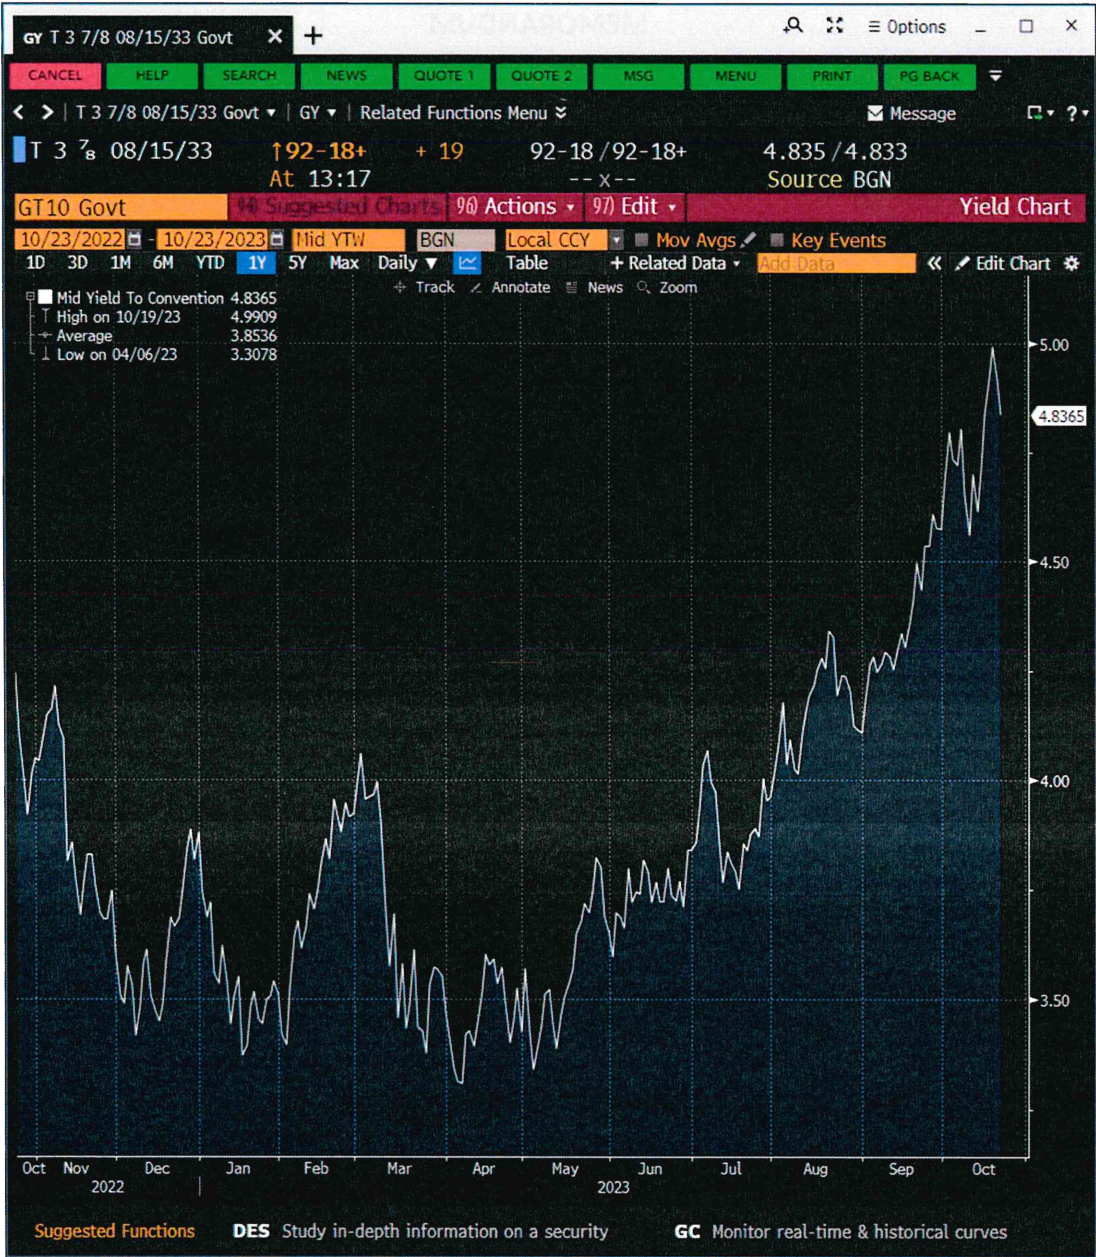 GY T 3 7/8 08/15/33 Govt × + Options
CANCEL HELP SEARCH NEWS QUOTE 1 QUOTE 2 MSG MENU PRINT PG BACK
< > T 3 7/8 08/15/33 Govt GY Related Functions Menu Message ?
T 3 ⅞ 08/15/33 ↑92-18+ + 19 92-18/92-18+ 4.835/4.833
At 13:17 --x-- Source BGN
GT10 Govt 94) Suggested Charts 96) Actions 97) Edit Yield Chart
10/23/2022 - 10/23/2023 Mid YTW BGN Local CCY Mov Avgs Key Events
1D 3D 1M 6M YTD 1Y 5Y Max Daily ▼ Table + Related Data Add Data « Edit Chart
Track Annotate News Zoom
Mid Yield To Convention 4.8365
High on 10/19/23 4.9909
Average 3.8536
Low on 04/06/23 3.3078
5.00
4.8365
4.50
4.00
3.50
Oct Nov Dec Jan Feb Mar Apr May Jun Jul Aug Sep Oct
2022 2023
Suggested Functions DES Study in-depth information on a security GC Monitor real-time & historical curves